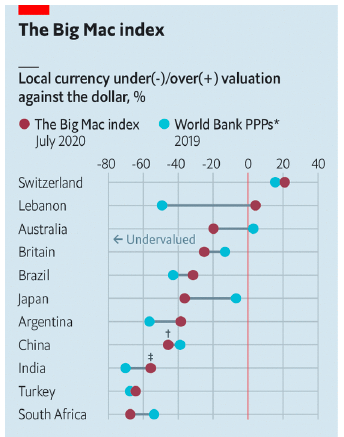 The Big Mac index
Local currency under(-)/over(+) valuation
against the dollar, %
The Big Mac index
July 2020
World Bank PPPs*
2019
-80 -60 -40 -20 0 20 40
Switzerland
Lebanon
Australia
← Undervalued
Britain
Brazil
Japan
Argentina
†
China
‡
India
Turkey
South Africa